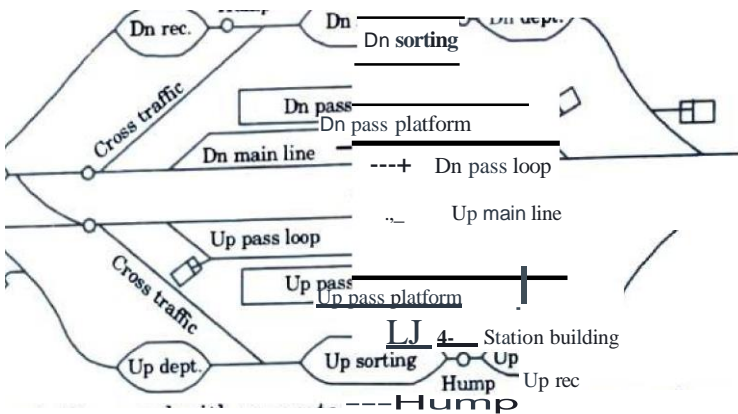 Hump
Dn rec.
Dn
Dn sorting
Dn dept.
Cross traffic
Dn pass
Dn pass platform
Dn main line
---+ Dn pass loop
Up main line
Up pass loop
Cross traffic
Up pass
Up pass platform
LJ 4- Station building
Up dept.
Up sorting
Up
Hump
Up rec
---Hump